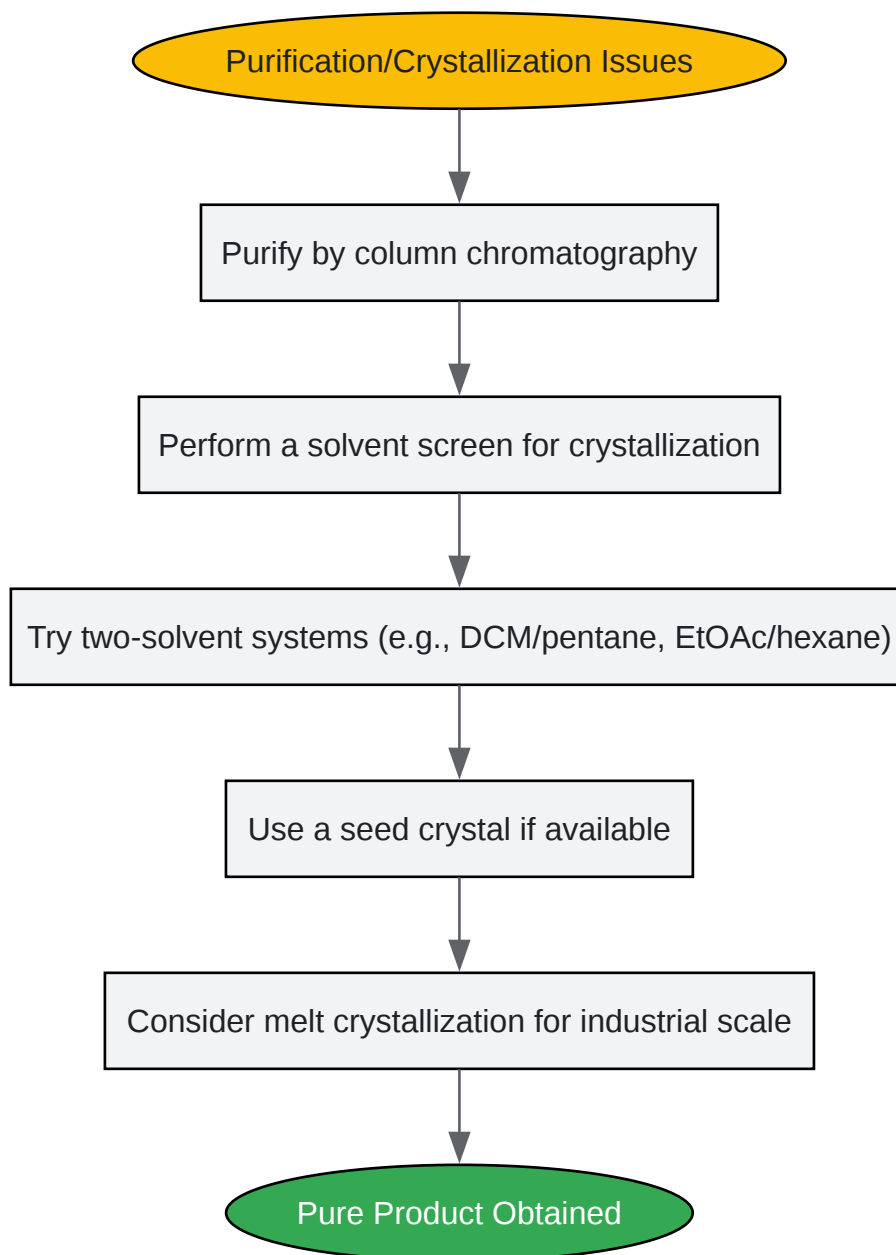 Purification/Crystallization Issues
Purify by column chromatography
Perform a solvent screen for crystallization
Try two-solvent systems (e.g., DCM/pentane, EtOAc/hexane)
Use a seed crystal if available
Consider melt crystallization for industrial scale
Pure Product Obtained